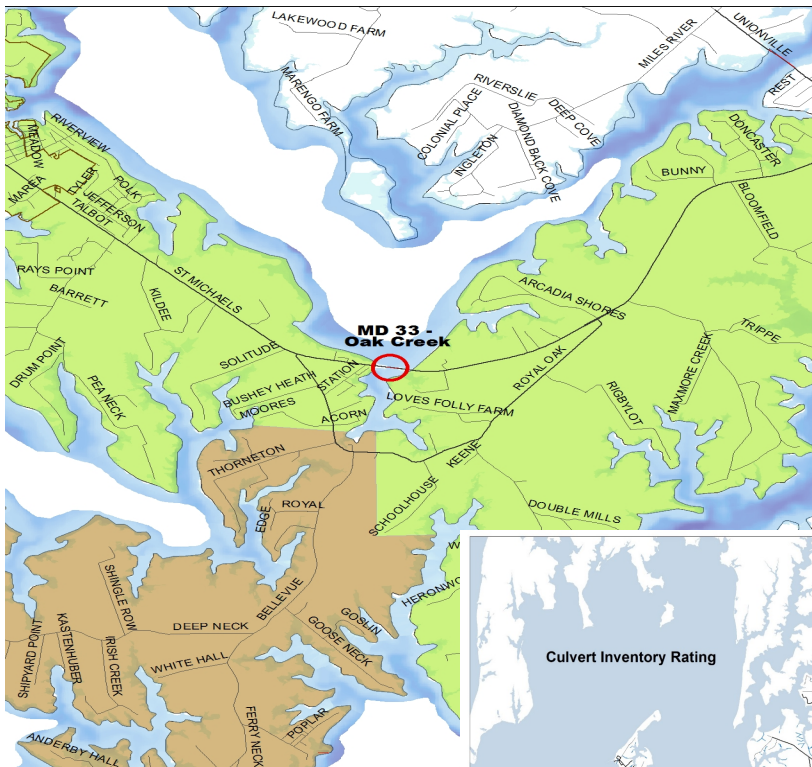 LAKEWOOD FARM
UNIONVILLE
MILES RIVER
REST
MARENGO FARM
RIVERSLIE
DEEP COVE
COLONIAL PLACE
DIAMOND BACK COVE
INGLETON
RIVERVIEW
MEADOW
DONCASTER
BUNNY
POLK
TYLER
MAREA
JEFFERSON
TALBOT
BLOOMFIELD
RAYS POINT
ST MICHAELS
BARRETT
KILDEE
ARCADIA SHORES
MD 33 -
Oak Creek
TRIPPE
SOLITUDE
DRUM POINT
STATION
ROYAL OAK
MAXMORE CREEK
PEA NECK
BUSHEY HEATH
MOORES
RIGBYLOT
LOVES FOLLY FARM
ACORN
THORNETON
KEENE
SCHOOLHOUSE
ROYAL
EDGE
DOUBLE MILLS
W
SHINGLE ROW
HERONWO
BELLEVUE
GOSLIN
DEEP NECK
GOOSE NECK
KASTENHUBER
SHIPYARD POINT
IRISH CREEK
WHITE HALL
Culvert Inventory Rating
FERRY NECK
POPLAR
ANDERBY HALL